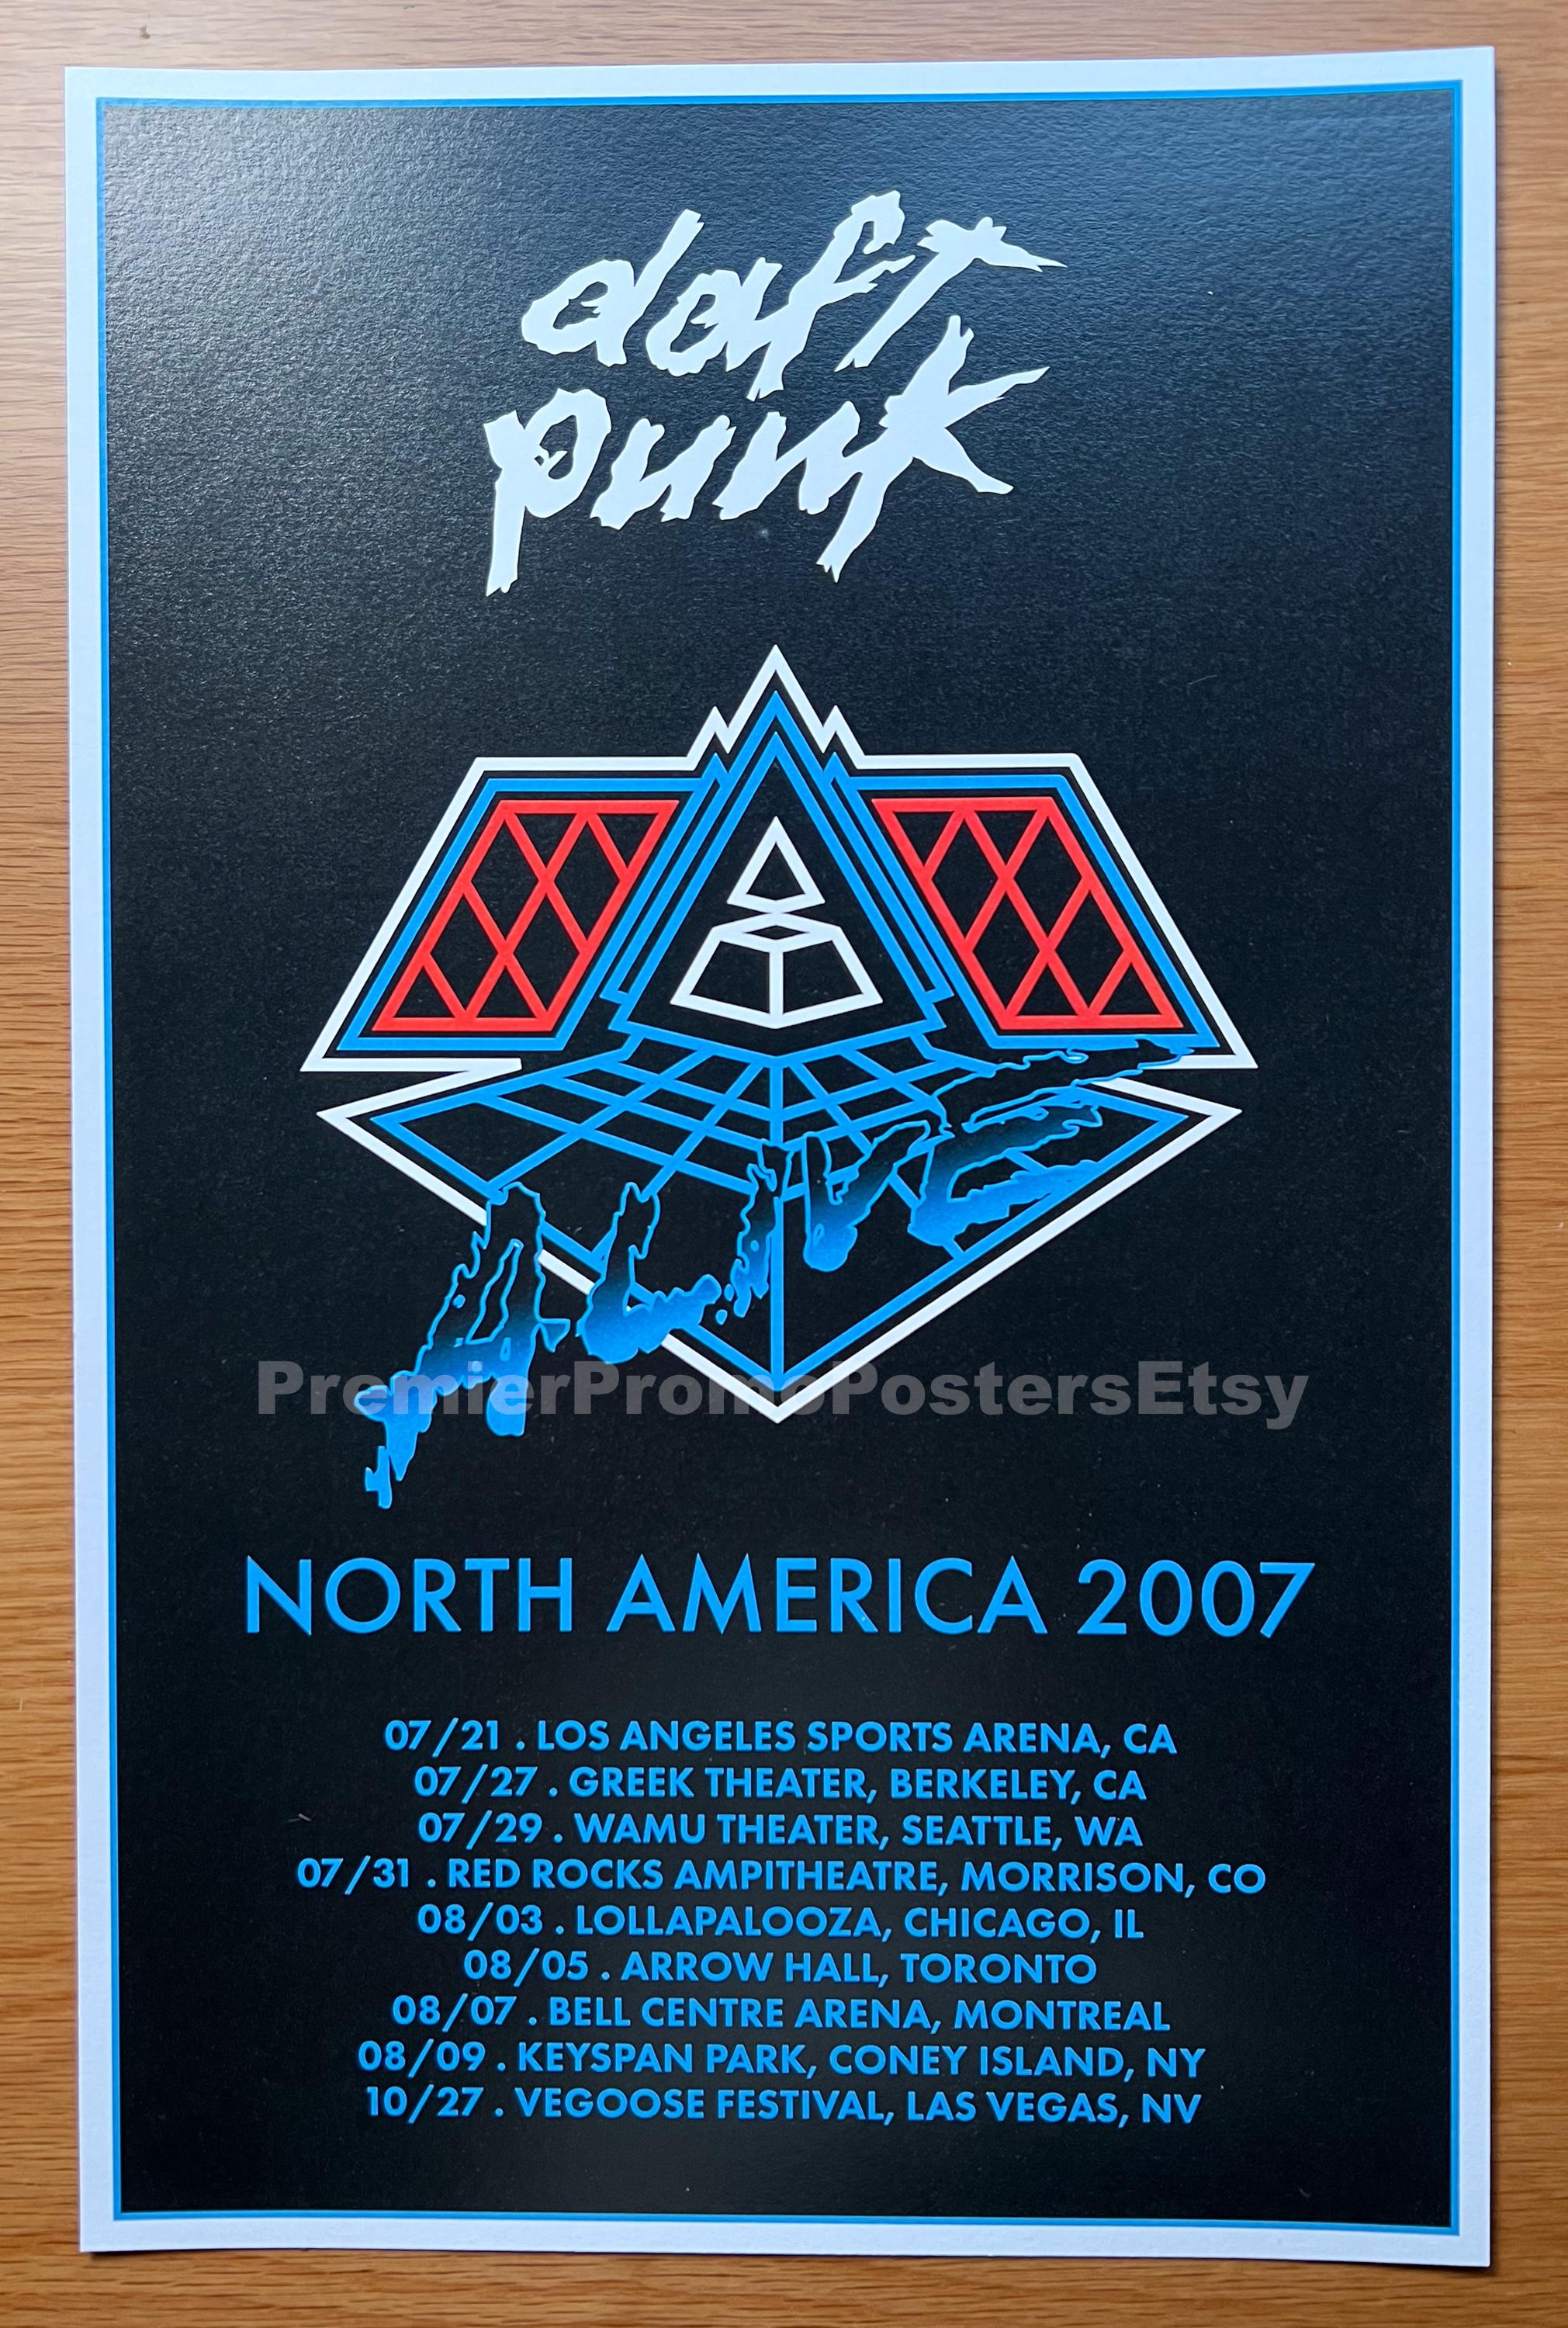 daft
punk
ALIVE
PremierPromoPostersEtsy
NORTH AMERICA 2007
07/21 . LOS ANGELES SPORTS ARENA, CA
07/27 . GREEK THEATER, BERKELEY, CA
07/29 . WAMU THEATER, SEATTLE, WA
07/31 . RED ROCKS AMPITHEATRE, MORRISON, CO
08/03 . LOLLAPALOOZA, CHICAGO, IL
08/05 . ARROW HALL, TORONTO
08/07 . BELL CENTRE ARENA, MONTREAL
08/09 . KEYSPAN PARK, CONEY ISLAND, NY
10/27 . VEGOOSE FESTIVAL, LAS VEGAS, NV